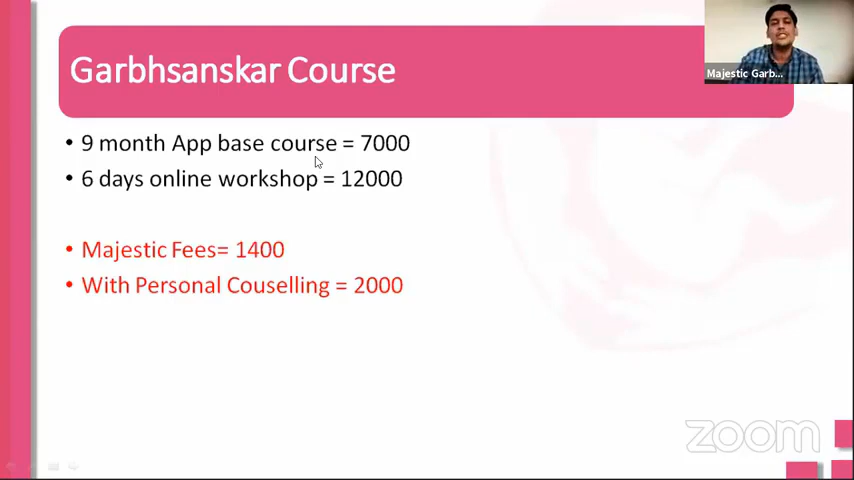 Garbhsanskar Course
Majestic Garb...
• 9 month App base course = 7000
• 6 days online workshop = 12000
• Majestic Fees= 1400
• With Personal Couselling = 2000
zoom